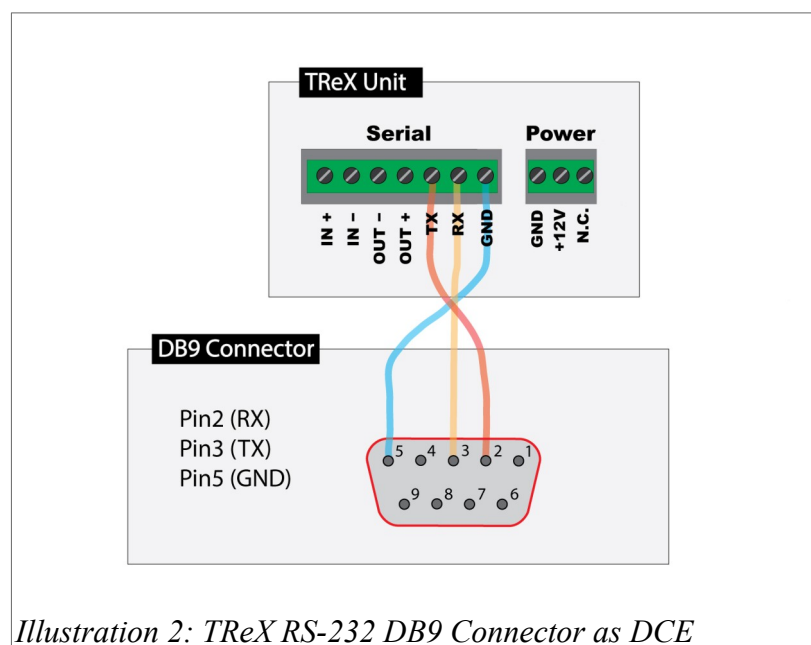 TReX Unit
Serial Power
IN + IN – OUT – OUT + TX RX GND GND +12V N.C.
DB9 Connector
Pin2 (RX)
Pin3 (TX)
Pin5 (GND)
5 4 3 2 1
9 8 7 6
Illustration 2: TReX RS-232 DB9 Connector as DCE